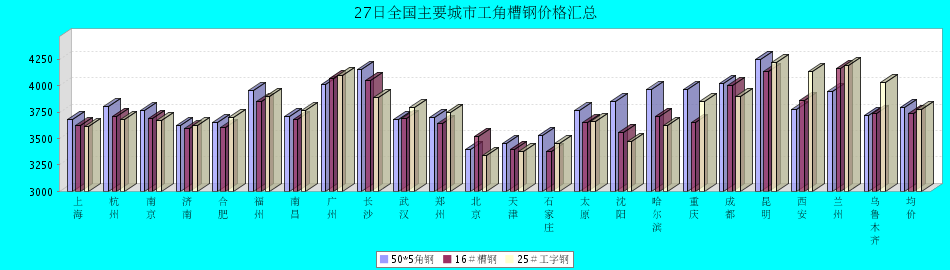 27日全国主要城市工角槽钢价格汇总
4250
4000
3750
3500
3250
3000
上海
杭州
南京
济南
合肥
福州
南昌
广州
长沙
武汉
郑州
北京
天津
石家庄
太原
沈阳
哈尔滨
重庆
成都
昆明
西安
兰州
乌鲁木齐
均价
50*5角钢 16#槽钢 25#工字钢